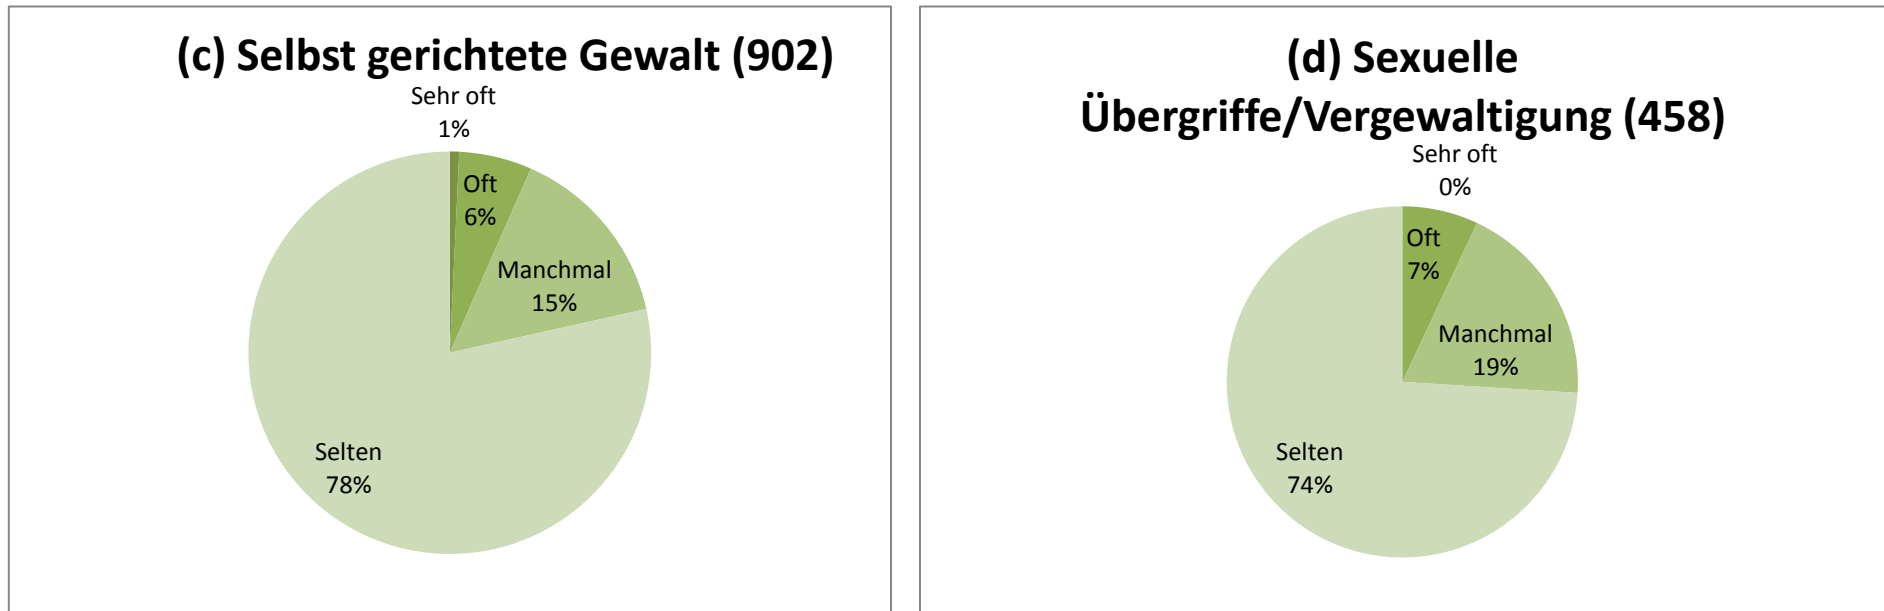 (c) Selbst gerichtete Gewalt (902)
Sehr oft
1%
Oft
6%
Manchmal
15%
Selten
78%
(d) Sexuelle
Übergriffe/Vergewaltigung (458)
Sehr oft
0%
Oft
7%
Manchmal
19%
Selten
74%